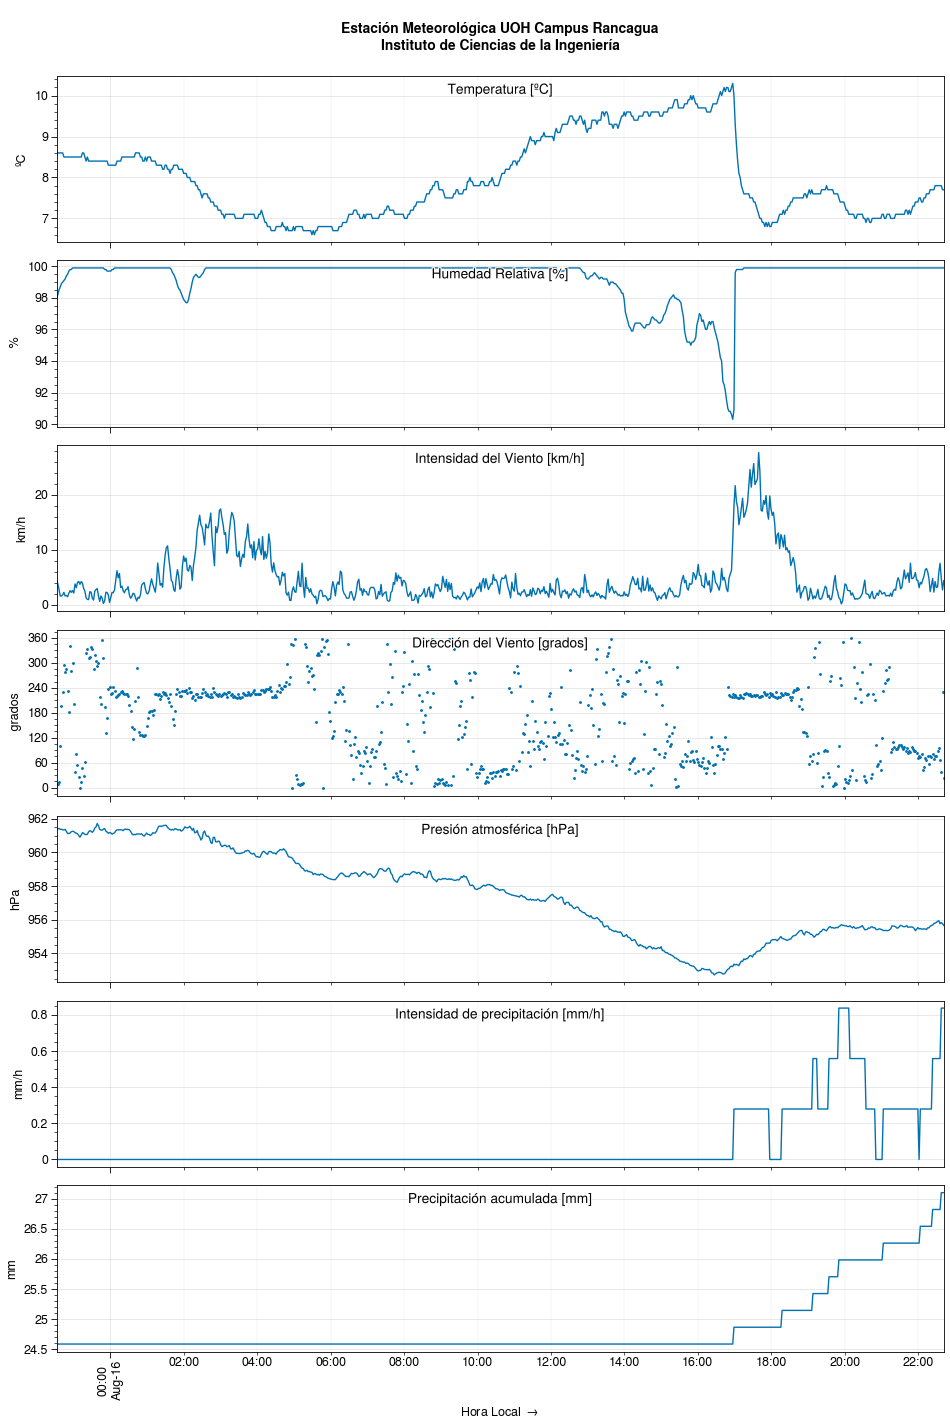 Estación Meteorológica UOH Campus Rancagua
Instituto de Ciencias de la Ingeniería
Temperatura [ºC]
10
9
8
7
ºC
Humedad Relativa [%]
100
98
96
94
92
90
%
Intensidad del Viento [km/h]
20
10
0
km/h
Dirección del Viento [grados]
360
300
240
180
120
60
0
grados
Presión atmosférica [hPa]
962
960
958
956
954
hPa
Intensidad de precipitación [mm/h]
0.8
0.6
0.4
0.2
0
mm/h
Precipitación acumulada [mm]
27
26.5
26
25.5
25
24.5
mm
00:00
Aug-16
02:00
04:00
06:00
08:00
10:00
12:00
14:00
16:00
18:00
20:00
22:00
Hora Local →